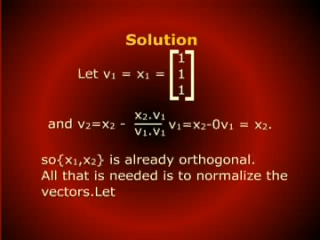 Solution
Let v₁ = x₁ = [1 1 1]
and v₂=x₂ - x₂.v₁/v₁.v₁ v₁=x₂-0v₁ = x₂.
so{x₁,x₂} is already orthogonal.
All that is needed is to normalize the
vectors.Let